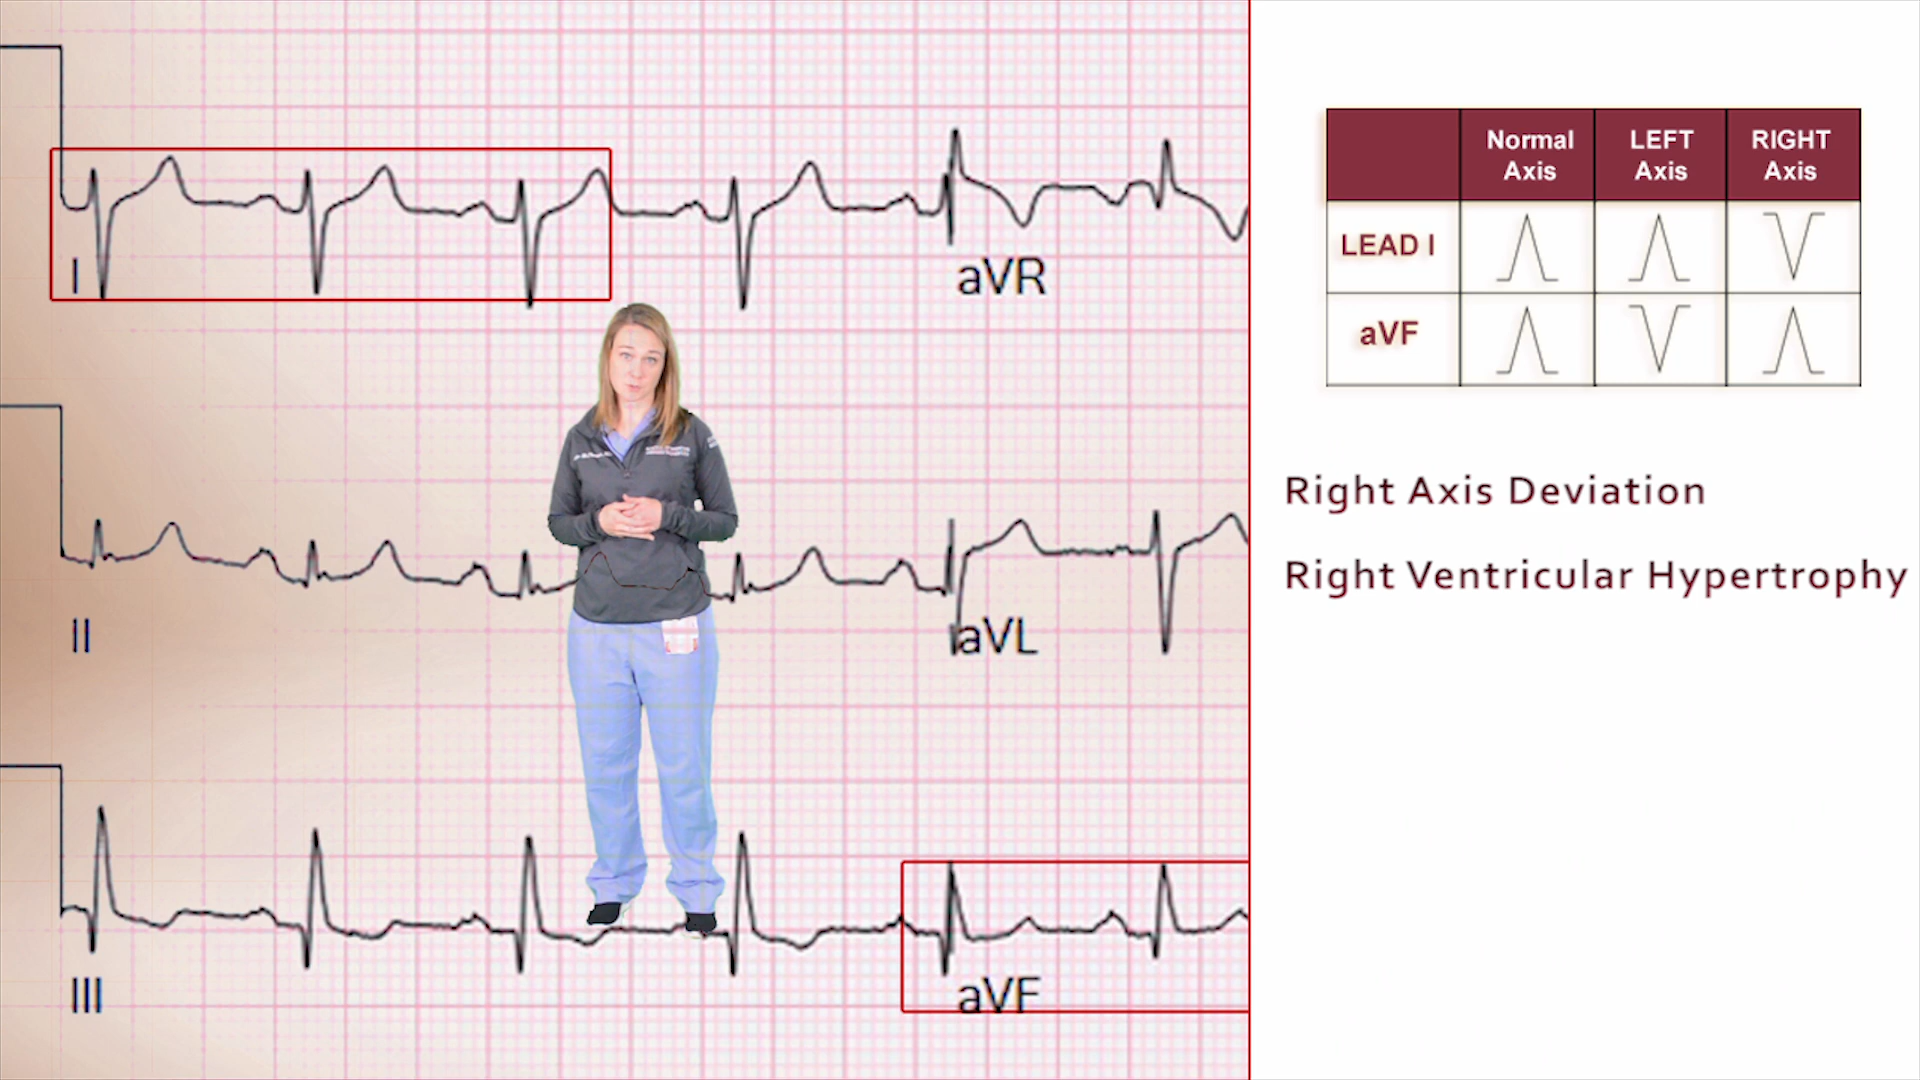 I
aVR
II
aVL
III
aVF
Normal Axis LEFT Axis RIGHT Axis
LEAD I
aVF
Right Axis Deviation
Right Ventricular Hypertrophy